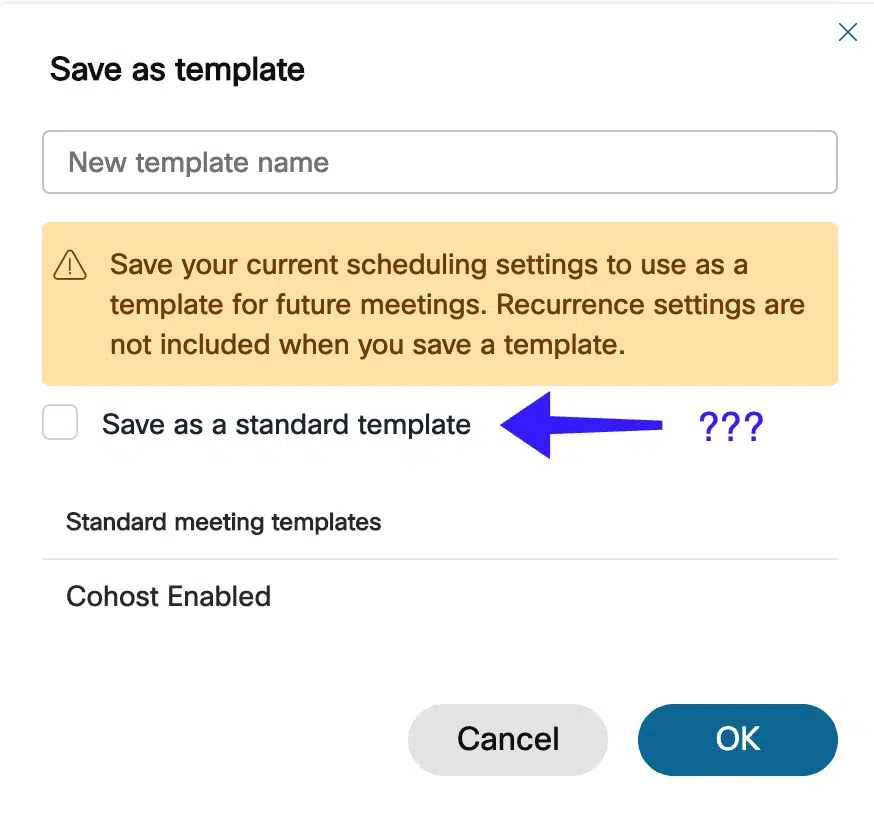 Save as template
New template name
Save your current scheduling settings to use as a
template for future meetings. Recurrence settings are
not included when you save a template.
Save as a standard template ???
Standard meeting templates
Cohost Enabled
Cancel OK